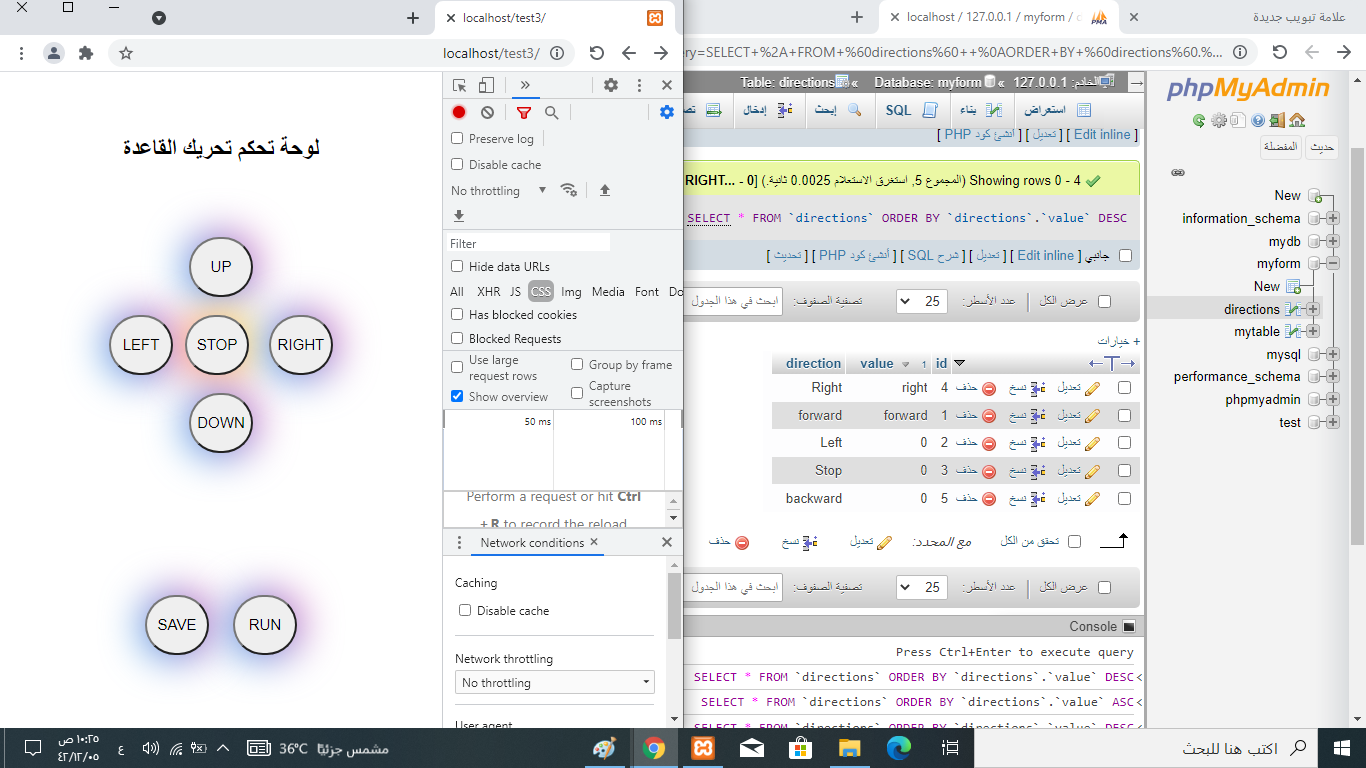 localhost/test3/
localhost / 127.0.0.1 / myform / d
علامة تبويب جديدة
localhost/test3/
ery=SELECT+%2A+FROM+%60directions%60++%0AORDER+BY+%60directions%60.%...
لوحة تحكم تحريك القاعدة
UP
LEFT
STOP
RIGHT
DOWN
SAVE
RUN
Preserve log
Disable cache
No throttling
Filter
Hide data URLs
All XHR JS CSS Img Media Font Do
Has blocked cookies
Blocked Requests
Use large request rows
Group by frame
Show overview
Capture screenshots
50 ms
100 ms
Perform a request or hit Ctrl
+ R to record the reload.
Network conditions
Caching
Disable cache
Network throttling
No throttling
User agent
الخادم: 127.0.0.1 » Database: myform » Table: directions
استعراض
بناء
SQL
إبحث
إدخال
تصد
[ Edit inline ] [ تعديل ] [ أنشئ كود PHP ]
Showing rows 0 - 4 (المجموع 5, استغرق الاستعلام 0.0025 ثانية.) [RIGHT... - 0
SELECT * FROM `directions` ORDER BY `directions`.`value` DESC
جانبي [ Edit inline ] [ تعديل ] [ شرح SQL ] [ أنشئ كود PHP ] [ تحديث ]
عرض الكل
عدد الأسطر:
25
تصفية الصفوف:
ابحث في هذا الجدول
+ خيارات
direction value 1 id
تعديل نسخ حذف 4 right Right
تعديل نسخ حذف 1 forward forward
تعديل نسخ حذف 2 0 Left
تعديل نسخ حذف 3 0 Stop
تعديل نسخ حذف 5 0 backward
تحقق من الكل
مع المحدد:
تعديل
نسخ
حذف
عرض الكل
عدد الأسطر:
25
تصفية الصفوف:
ابحث في هذا الجدول
Console
Press Ctrl+Enter to execute query
SELECT * FROM `directions` ORDER BY `directions`.`value` DESC<
SELECT * FROM `directions` ORDER BY `directions`.`value` ASC<
SELECT * FROM `directions` ORDER BY `directions`.`value` DESC<
phpMyAdmin
حديث
المفضلة
New
information_schema
mydb
myform
New
directions
mytable
mysql
performance_schema
phpmyadmin
test
١٠:٢٥ ص
٤٢/١٢/٠٥
ع
36°C مشمس جزئيًا
اكتب هنا للبحث